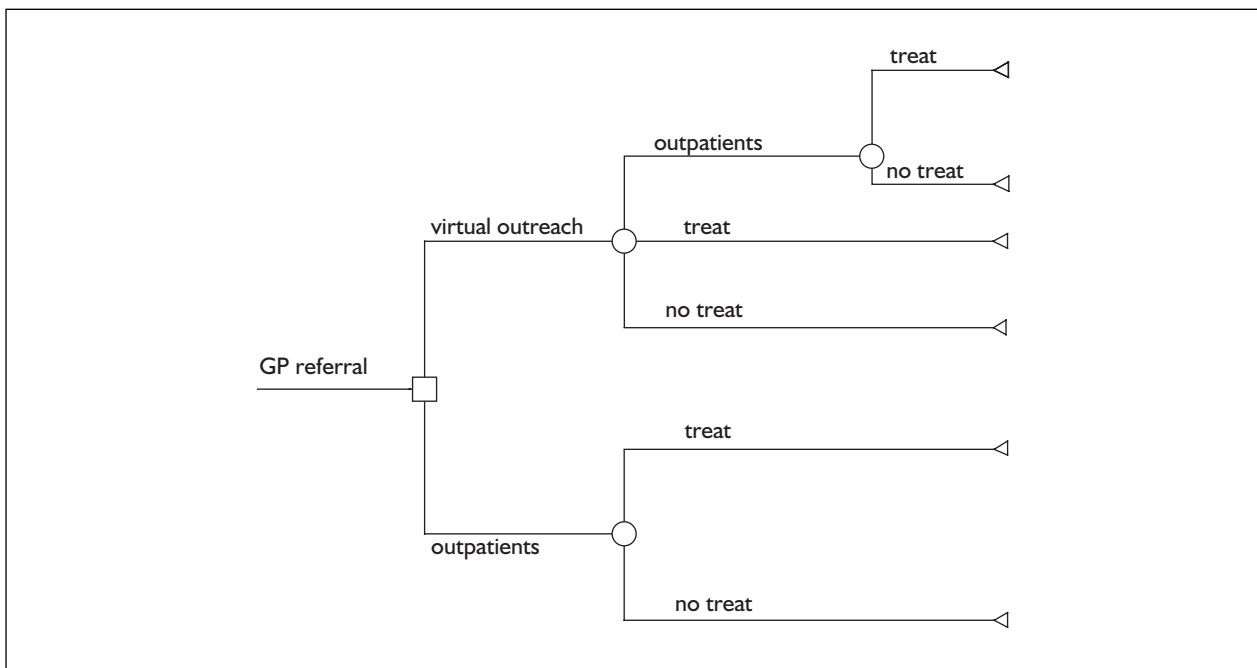 treat
outpatients
no treat
virtual outreach
treat
no treat
GP referral
treat
outpatients
no treat